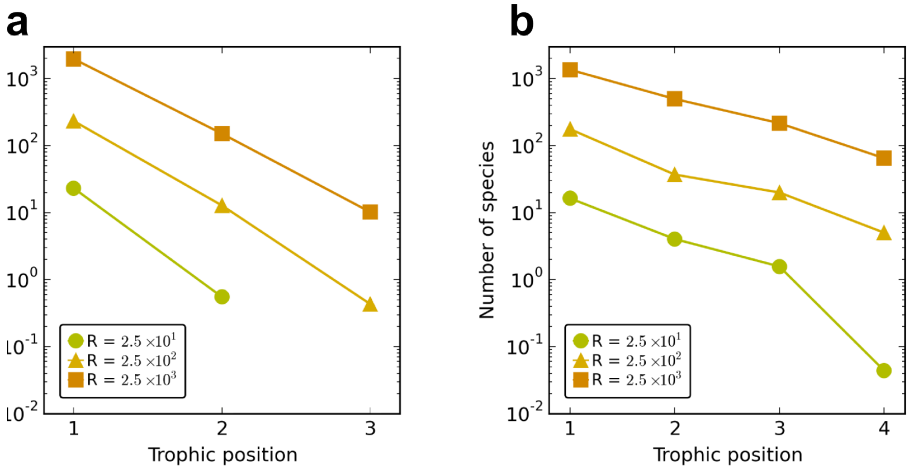 a
10³
10²
10¹
10⁰
10⁻¹
10⁻²
R = 2.5 ×10¹
R = 2.5 ×10²
R = 2.5 ×10³
1 2 3
Trophic position
b
Number of species
10³
10²
10¹
10⁰
10⁻¹
10⁻²
R = 2.5 ×10¹
R = 2.5 ×10²
R = 2.5 ×10³
1 2 3 4
Trophic position